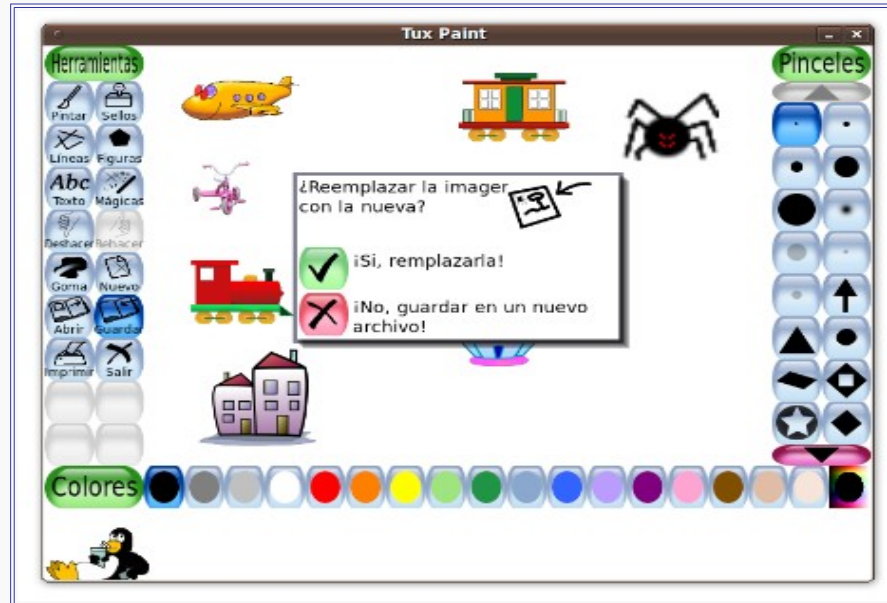 Tux Paint
Herramientas
Pinceles
Pintar Sellos
Líneas Figuras
Abc
Texto Mágicas
Deshacer Rehacer
Goma Nuevo
Abrir Guardar
Imprimir Salir
¿Reemplazar la imager
con la nueva?
¡Si, remplazarla!
¡No, guardar en un nuevo
archivo!
Colores